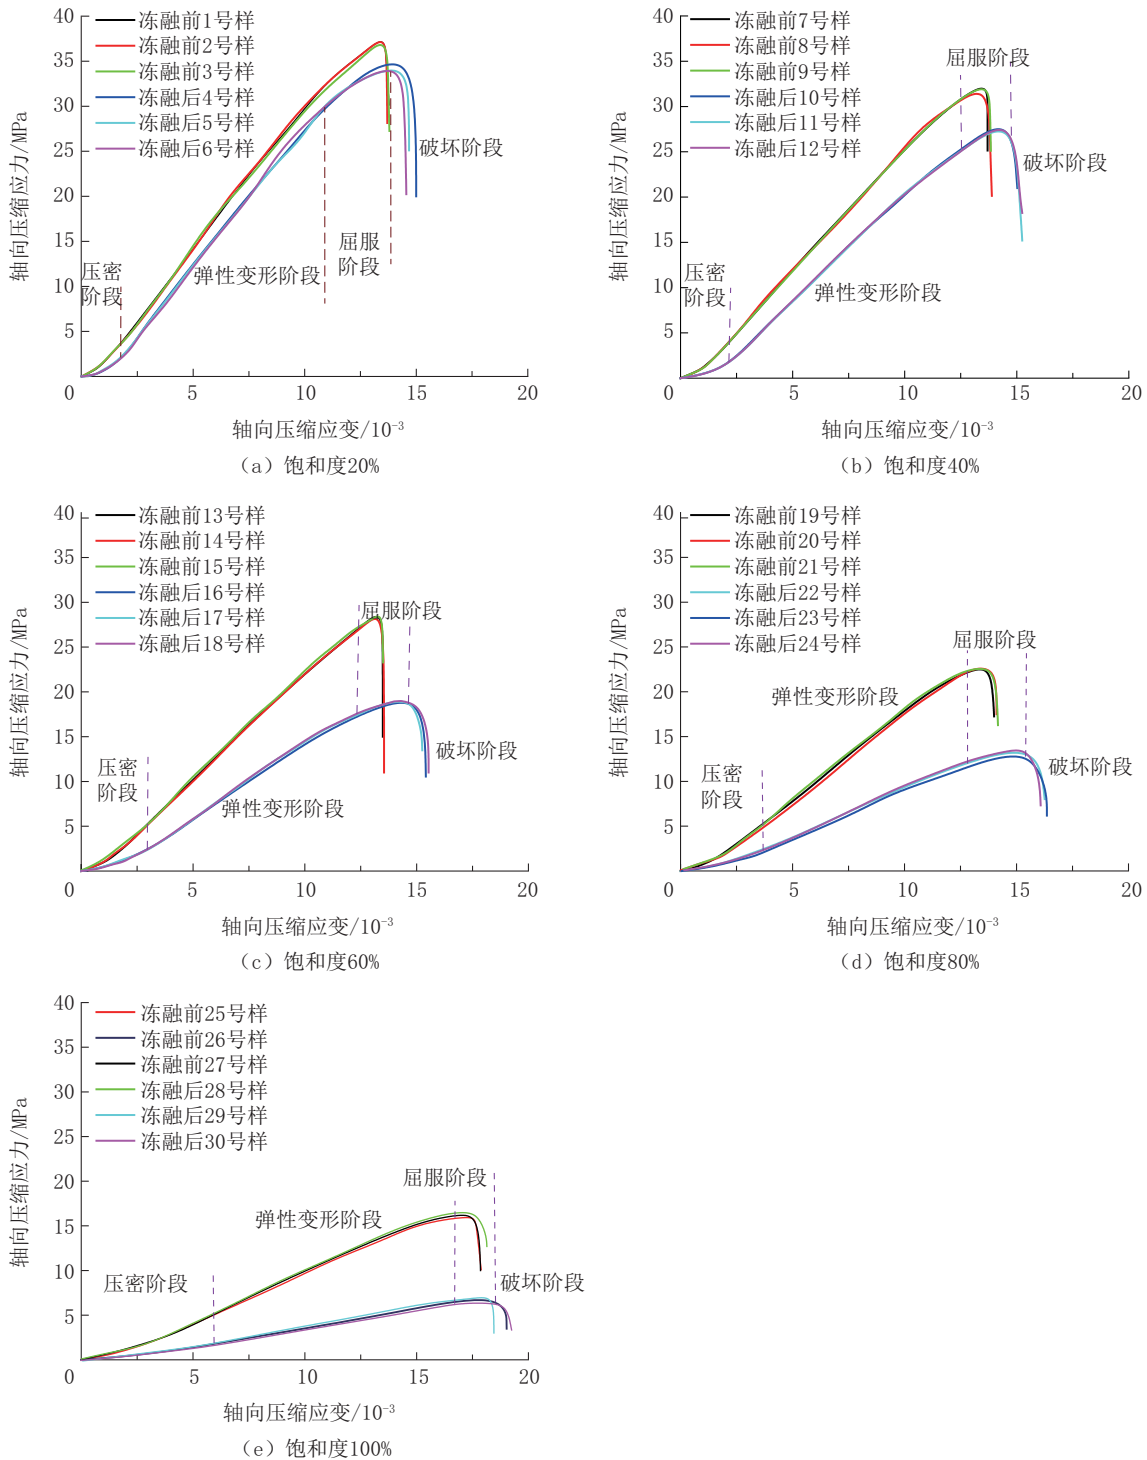 40
35
30
25
20
15
10
5
0
5
10
15
20
轴向压缩应力/MPa
冻融前1号样
冻融前2号样
冻融前3号样
冻融后4号样
冻融后5号样
冻融后6号样
压密
阶段
弹性变形阶段
屈服
阶段
破坏阶段
轴向压缩应变/10⁻³
(a) 饱和度20%
40
35
30
25
20
15
10
5
0
5
10
15
20
轴向压缩应力/MPa
冻融前7号样
冻融前8号样
冻融前9号样
冻融后10号样
冻融后11号样
冻融后12号样
压密
阶段
弹性变形阶段
屈服阶段
破坏阶段
轴向压缩应变/10⁻³
(b) 饱和度40%
40
35
30
25
20
15
10
5
0
5
10
15
20
轴向压缩应力/MPa
冻融前13号样
冻融前14号样
冻融前15号样
冻融后16号样
冻融后17号样
冻融后18号样
压密
阶段
弹性变形阶段
屈服阶段
破坏阶段
轴向压缩应变/10⁻³
(c) 饱和度60%
40
35
30
25
20
15
10
5
0
5
10
15
20
轴向压缩应力/MPa
冻融前19号样
冻融前20号样
冻融前21号样
冻融后22号样
冻融后23号样
冻融后24号样
压密
阶段
弹性变形阶段
屈服阶段
破坏阶段
轴向压缩应变/10⁻³
(d) 饱和度80%
40
35
30
25
20
15
10
5
0
5
10
15
20
轴向压缩应力/MPa
冻融前25号样
冻融前26号样
冻融前27号样
冻融后28号样
冻融后29号样
冻融后30号样
压密阶段
弹性变形阶段
屈服阶段
破坏阶段
轴向压缩应变/10⁻³
(e) 饱和度100%